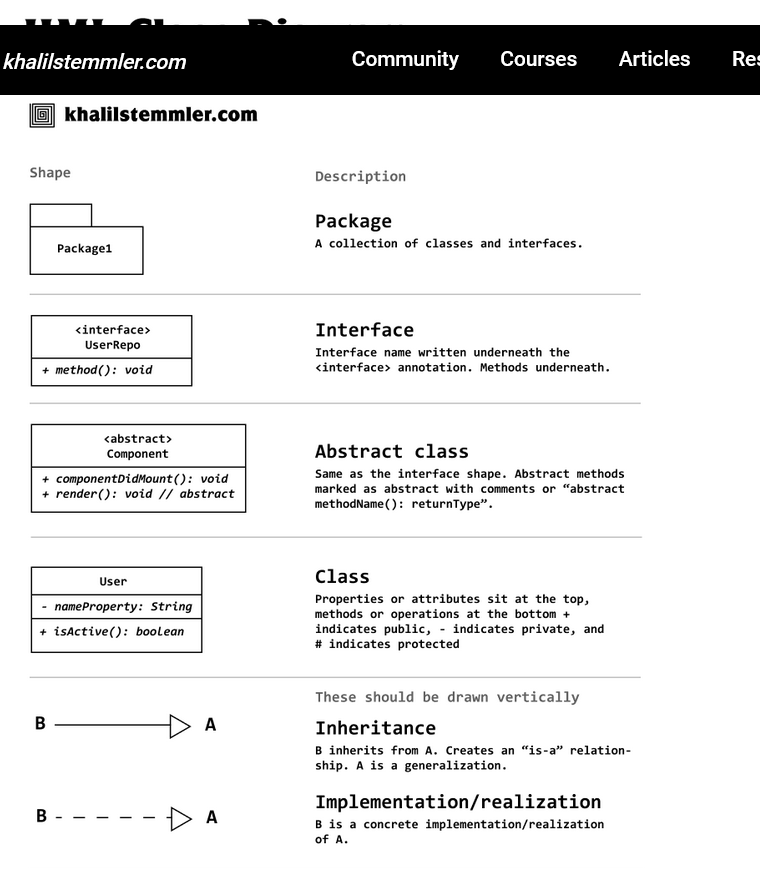 UML Class Diagram
khalilstemmler.com
Community
Courses
Articles
khalilstemmler.com
Shape
Description
Package1
Package
A collection of classes and interfaces.
<interface>
UserRepo
+ method(): void
Interface
Interface name written underneath the
<interface> annotation. Methods underneath.
<abstract>
Component
+ componentDidMount(): void
+ render(): void // abstract
Abstract class
Same as the interface shape. Abstract methods
marked as abstract with comments or “abstract
methodName(): returnType”.
User
- nameProperty: String
+ isActive(): boolean
Class
Properties or attributes sit at the top,
methods or operations at the bottom +
indicates public, - indicates private, and
# indicates protected
These should be drawn vertically
B
A
Inheritance
B inherits from A. Creates an “is-a” relation-
ship. A is a generalization.
B
A
Implementation/realization
B is a concrete implementation/realization
of A.